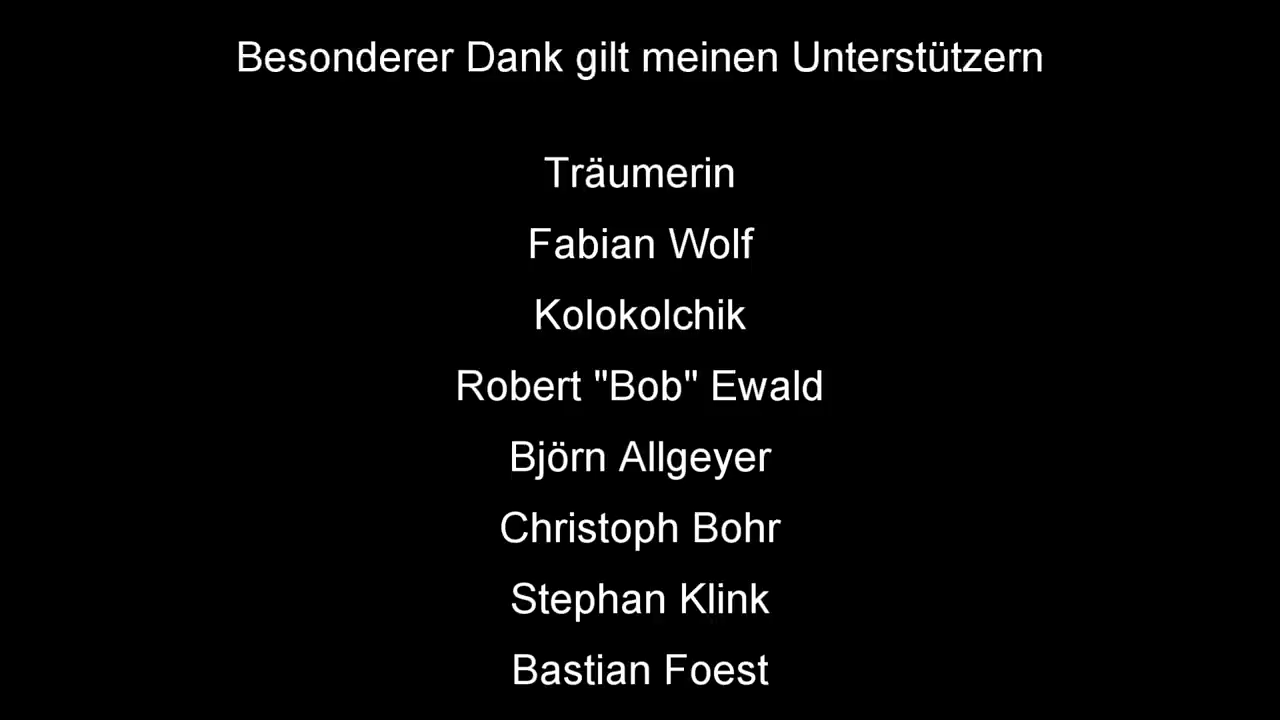 Besonderer Dank gilt meinen Unterstützern
Träumerin
Fabian Wolf
Kolokolchik
Robert "Bob" Ewald
Björn Allgeyer
Christoph Bohr
Stephan Klink
Bastian Foest